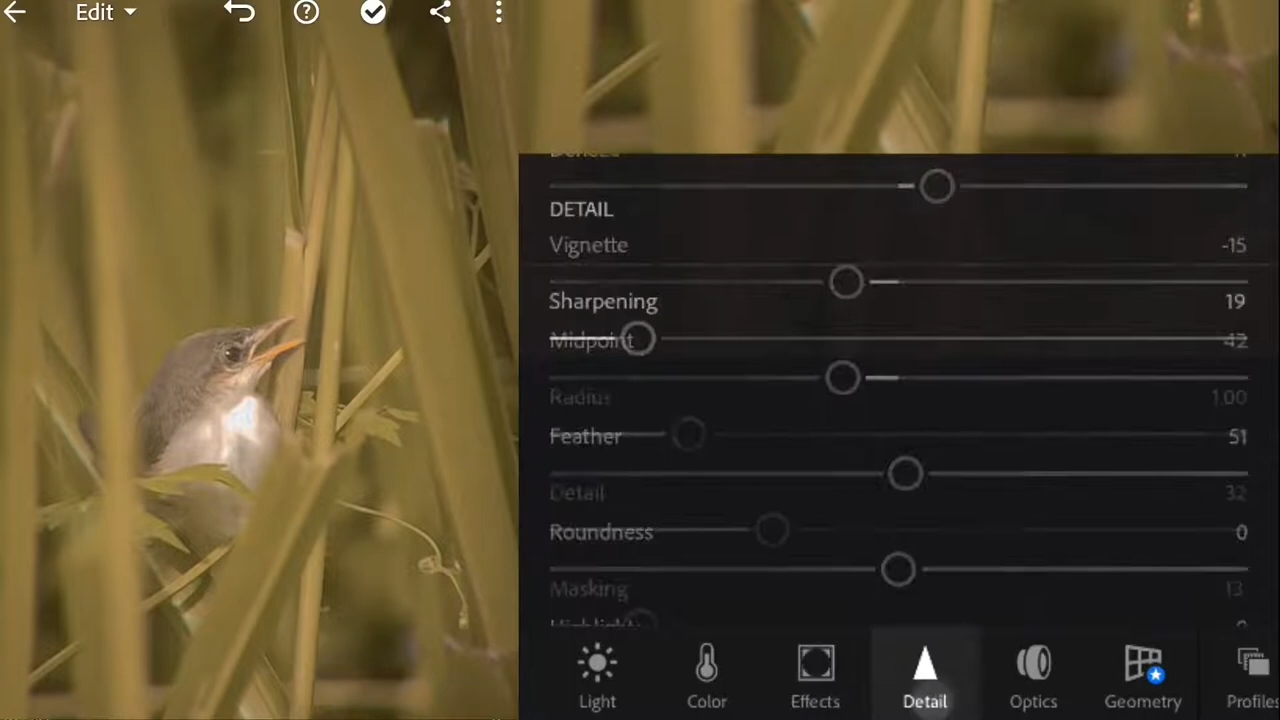 Edit
DETAIL
Vignette -15
Sharpening 19
Midpoint 42
Radius 1.00
Feather 51
Detail 32
Roundness 0
Masking 13
Light Color Effects Detail Optics Geometry Profiles